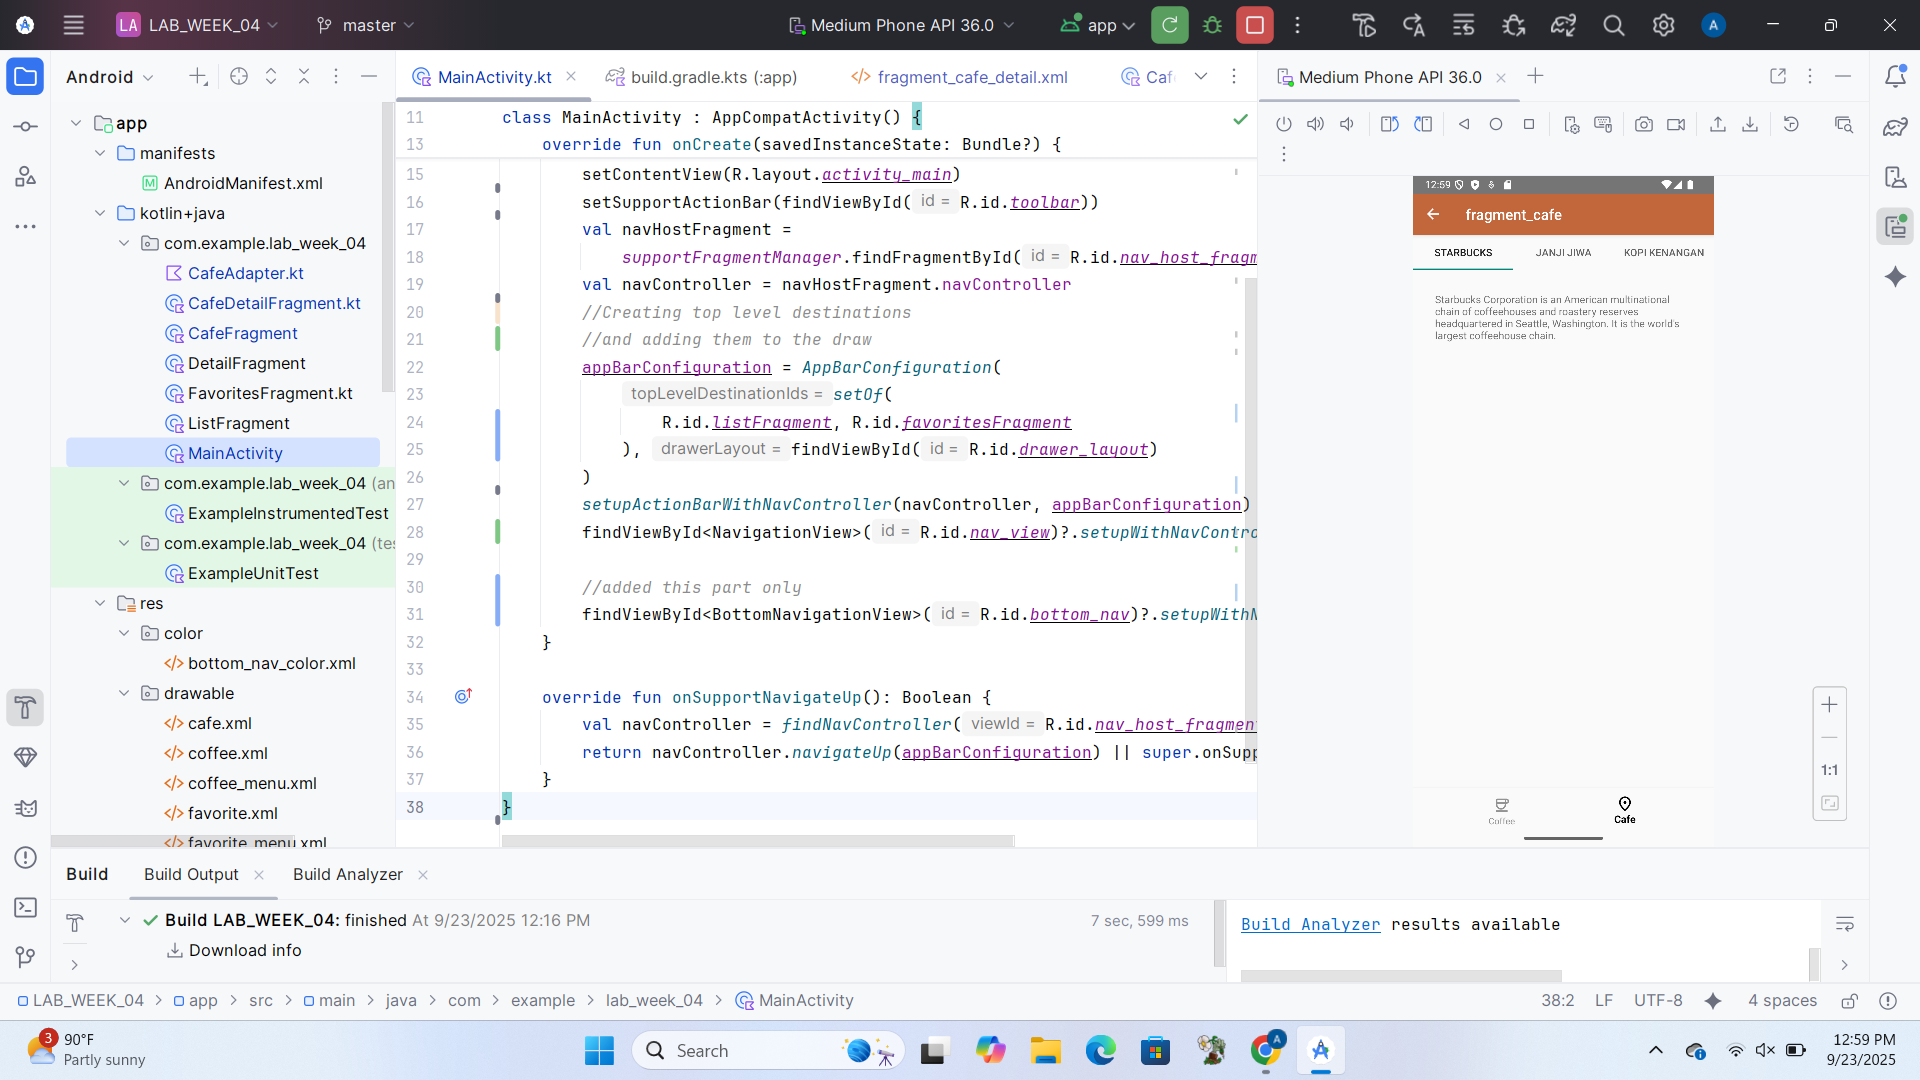 LA LAB_WEEK_04 master Medium Phone API 36.0 app A
Android
app
manifests
AndroidManifest.xml
kotlin+java
com.example.lab_week_04
CafeAdapter.kt
CafeDetailFragment.kt
CafeFragment
DetailFragment
FavoritesFragment.kt
ListFragment
MainActivity
com.example.lab_week_04 (an
ExampleInstrumentedTest
com.example.lab_week_04 (tes
ExampleUnitTest
res
color
bottom_nav_color.xml
drawable
cafe.xml
coffee.xml
coffee_menu.xml
favorite.xml
favorite_menu.xml
MainActivity.kt build.gradle.kts (:app) fragment_cafe_detail.xml Caf
11 class MainActivity : AppCompatActivity() {
13 override fun onCreate(savedInstanceState: Bundle?) {
15 setContentView(R.layout.activity_main)
16 setSupportActionBar(findViewById( id = R.id.toolbar))
17 val navHostFragment =
18 supportFragmentManager.findFragmentById( id = R.id.nav_host_fragm
19 val navController = navHostFragment.navController
20 //Creating top level destinations
21 //and adding them to the draw
22 appBarConfiguration = AppBarConfiguration(
23 topLevelDestinationIds = setOf(
24 R.id.listFragment, R.id.favoritesFragment
25 ), drawerLayout = findViewById( id = R.id.drawer_layout)
26 )
27 setupActionBarWithNavController(navController, appBarConfiguration)
28 findViewById<NavigationView>( id = R.id.nav_view)?.setupWithNavContro
29
30 //added this part only
31 findViewById<BottomNavigationView>( id = R.id.bottom_nav)?.setupWithN
32 }
33
34 override fun onSupportNavigateUp(): Boolean {
35 val navController = findNavController( viewId = R.id.nav_host_fragmen
36 return navController.navigateUp(appBarConfiguration) || super.onSupp
37 }
38 }
Medium Phone API 36.0
12:59
fragment_cafe
STARBUCKS JANJI JIWA KOPI KENANGAN
Starbucks Corporation is an American multinational
chain of coffeehouses and roastery reserves
headquartered in Seattle, Washington. It is the world's
largest coffeehouse chain.
Coffee Cafe
1:1
Build Build Output Build Analyzer
Build LAB_WEEK_04: finished At 9/23/2025 12:16 PM 7 sec, 599 ms
Download info
Build Analyzer results available
LAB_WEEK_04 > app > src > main > java > com > example > lab_week_04 > MainActivity 38:2 LF UTF-8 4 spaces
3 90°F
Partly sunny
Search
A
12:59 PM
9/23/2025